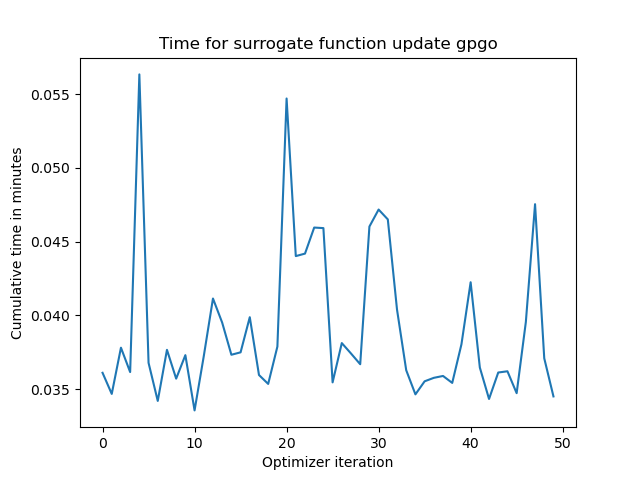 Time for surrogate function update gpgo
Cumulative time in minutes
0.055
0.050
0.045
0.040
0.035
0 10 20 30 40 50
Optimizer iteration